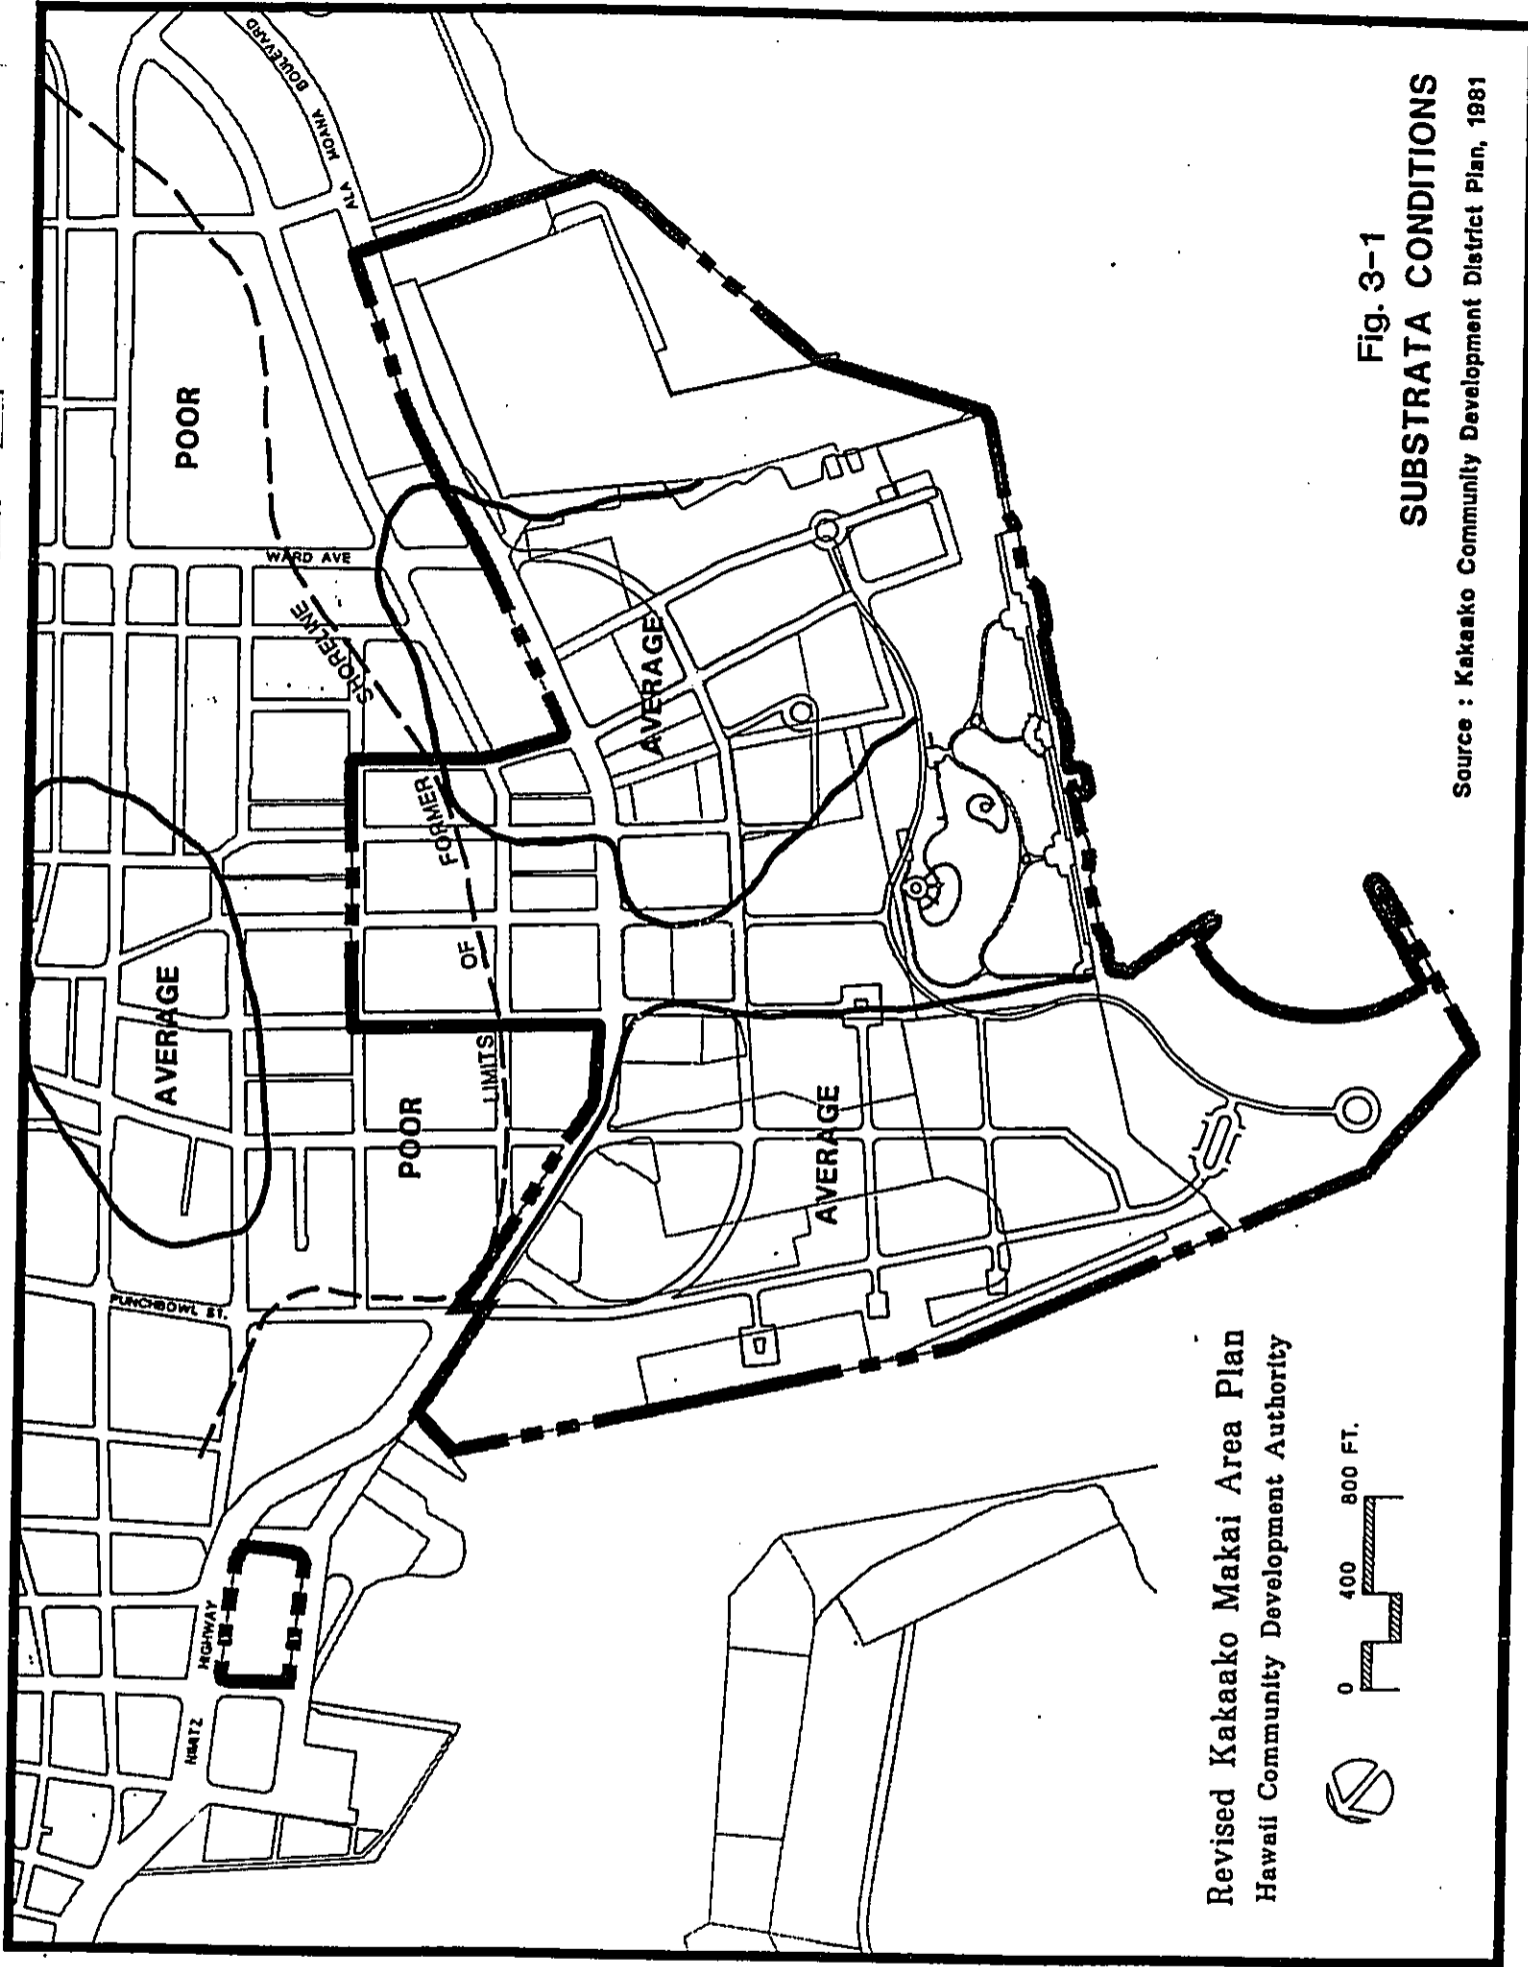 ALA MOANA BOULEVARD
POOR
WARD AVE
AVERAGE
AVERAGE
POOR
AVERAGE
LIMITS OF FORMER SHORELINE
PUNCHBOWL ST.
NIMITZ HIGHWAY
Fig. 3-1
SUBSTRATA CONDITIONS
Source : Kakaako Community Development District Plan, 1981
Revised Kakaako Makai Area Plan
Hawaii Community Development Authority
0 400 800 FT.